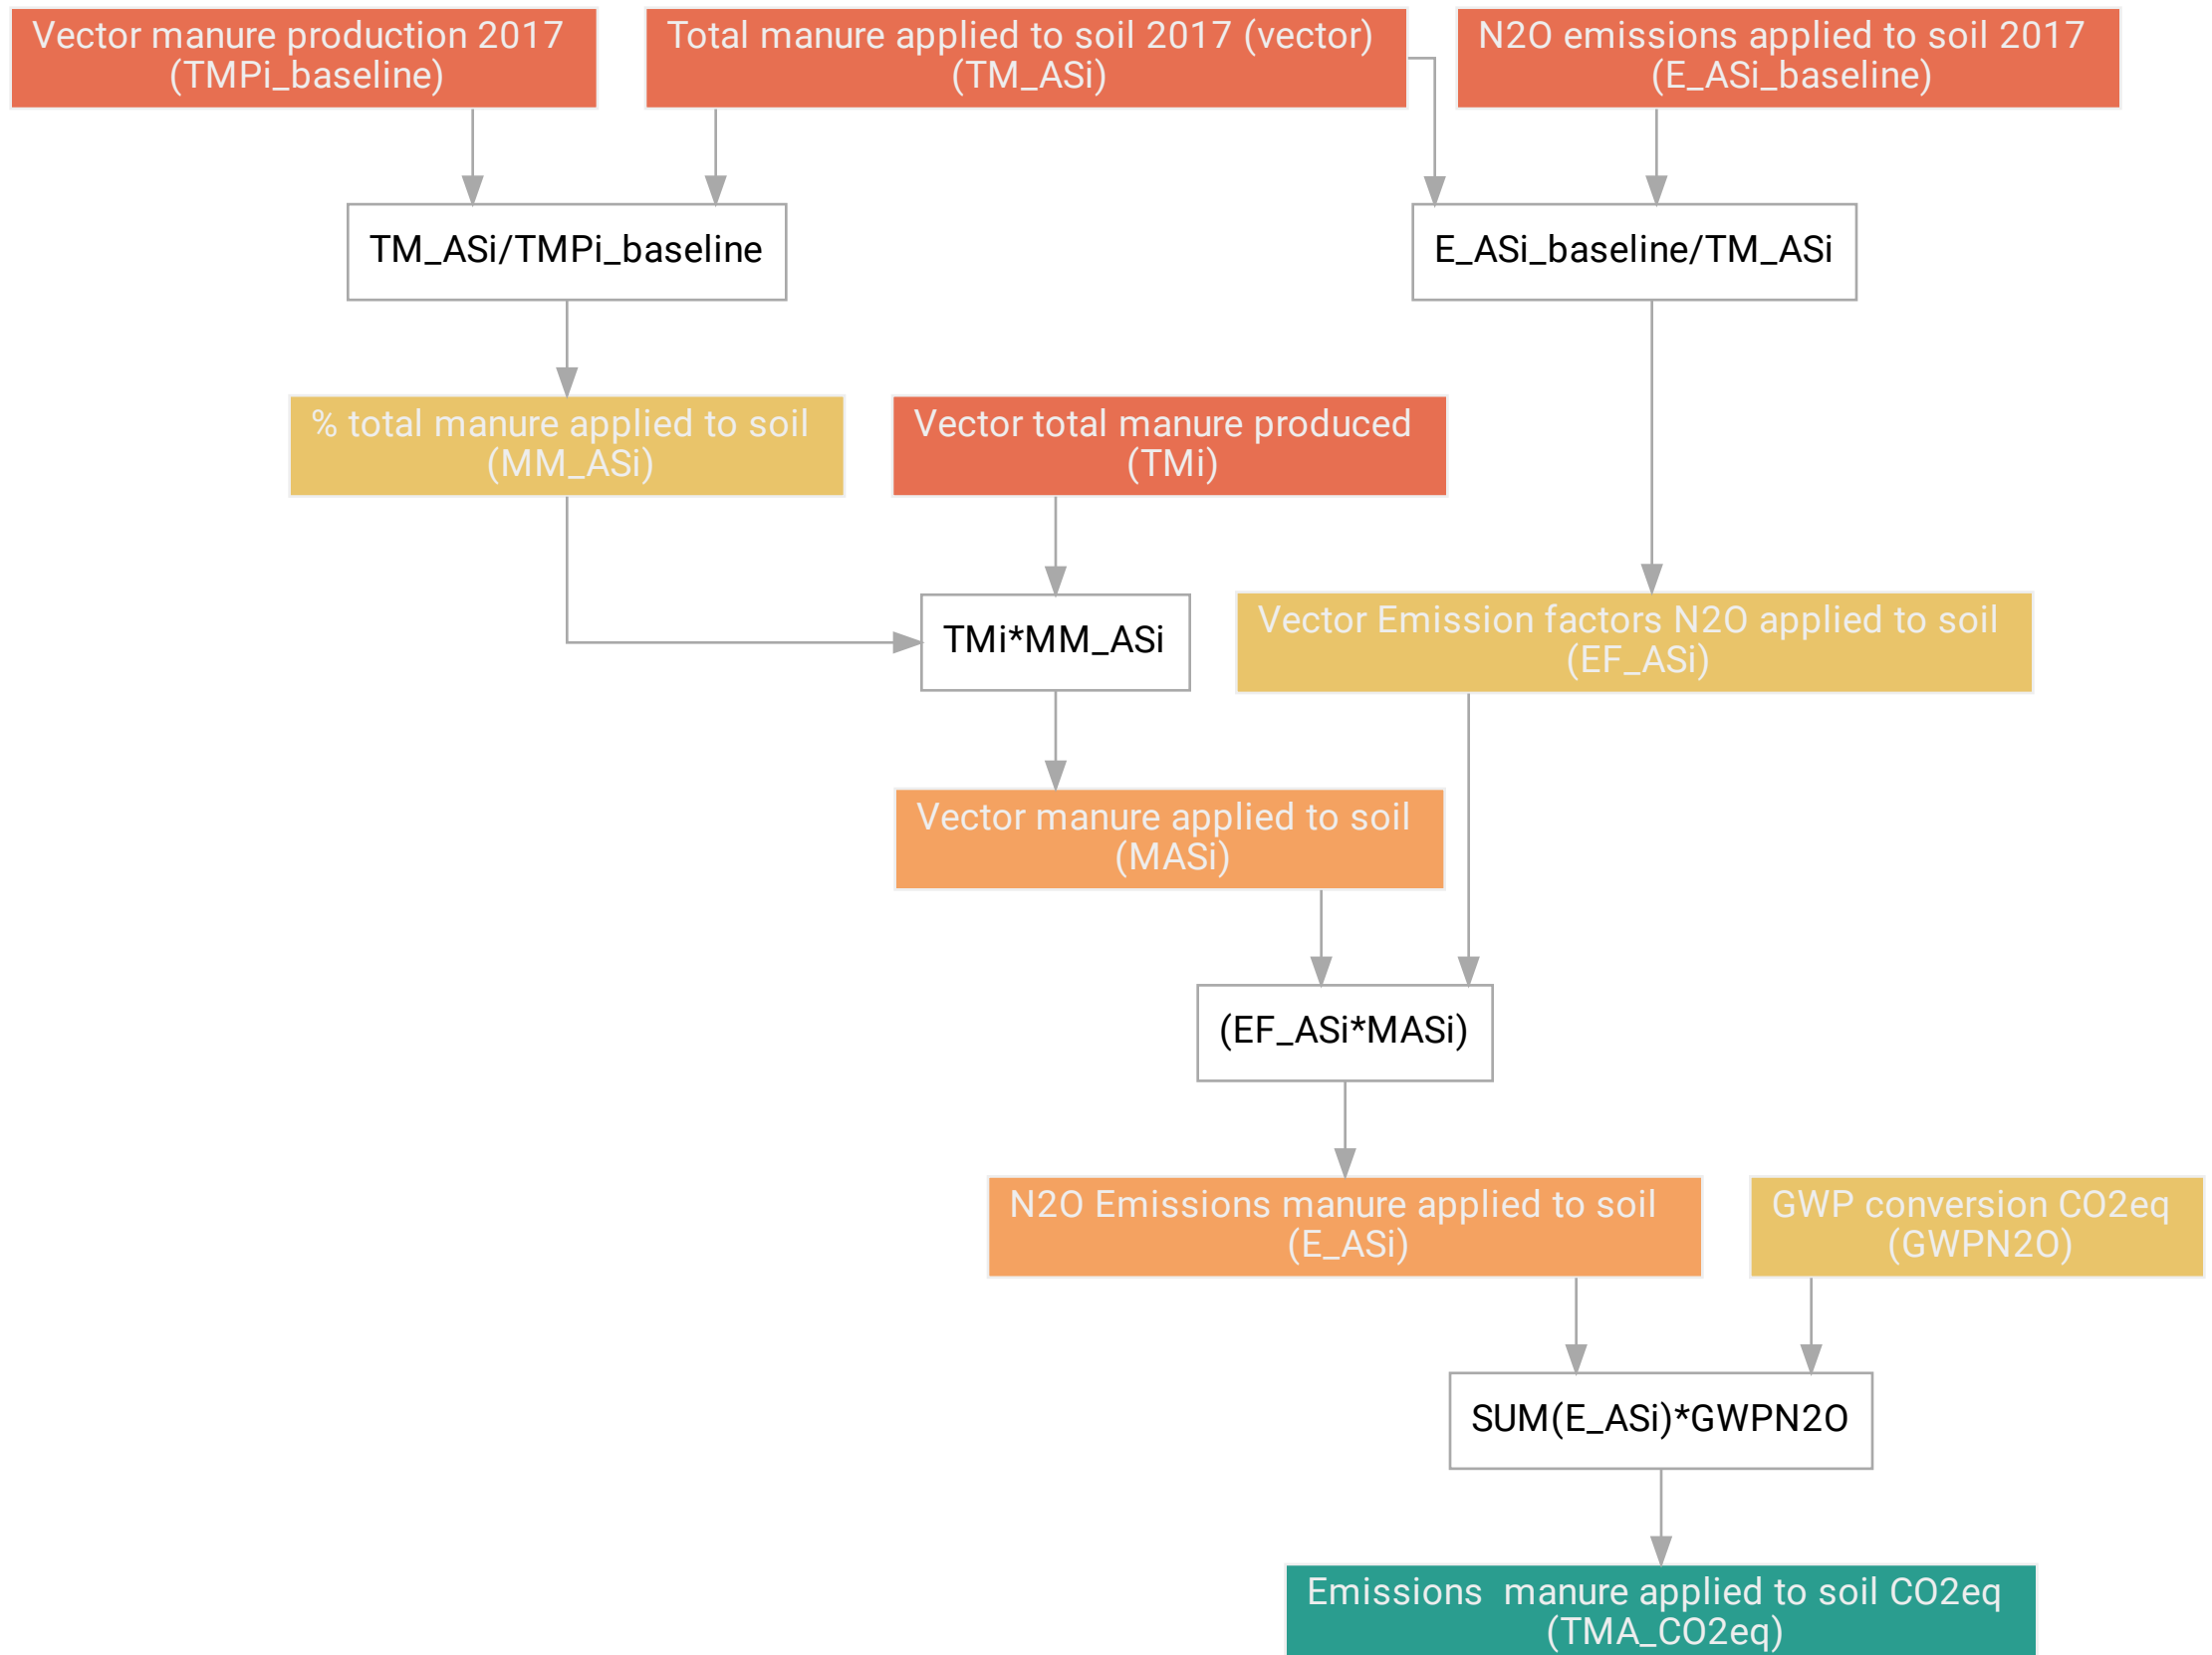 Vector manure production 2017
(TMPi_baseline)
Total manure applied to soil 2017 (vector)
(TM_ASi)
N2O emissions applied to soil 2017
(E_ASi_baseline)
TM_ASi/TMPi_baseline
E_ASi_baseline/TM_ASi
% total manure applied to soil
(MM_ASi)
Vector total manure produced
(TMi)
TMi*MM_ASi
Vector Emission factors N2O applied to soil
(EF_ASi)
Vector manure applied to soil
(MASi)
(EF_ASi*MASi)
N2O Emissions manure applied to soil
(E_ASi)
GWP conversion CO2eq
(GWPN2O)
SUM(E_ASi)*GWPN2O
Emissions  manure applied to soil CO2eq
(TMA_CO2eq)